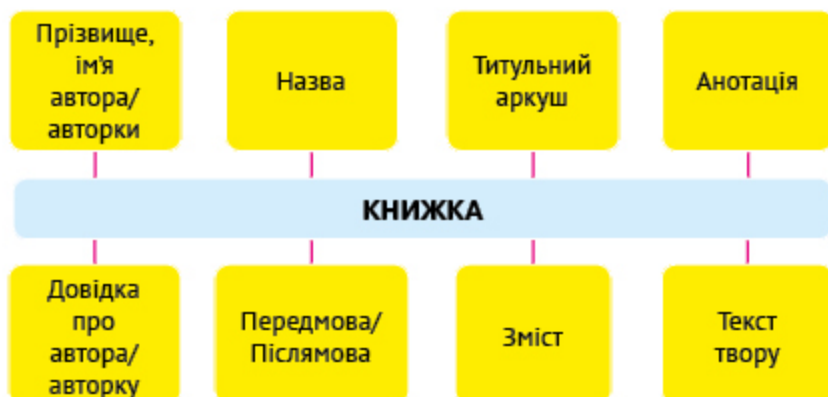 Прізвище,
ім'я
автора/
авторки
Назва
Титульний
аркуш
Анотація
КНИЖКА
Довідка
про
автора/
авторку
Передмова/
Післямова
Зміст
Текст
твору